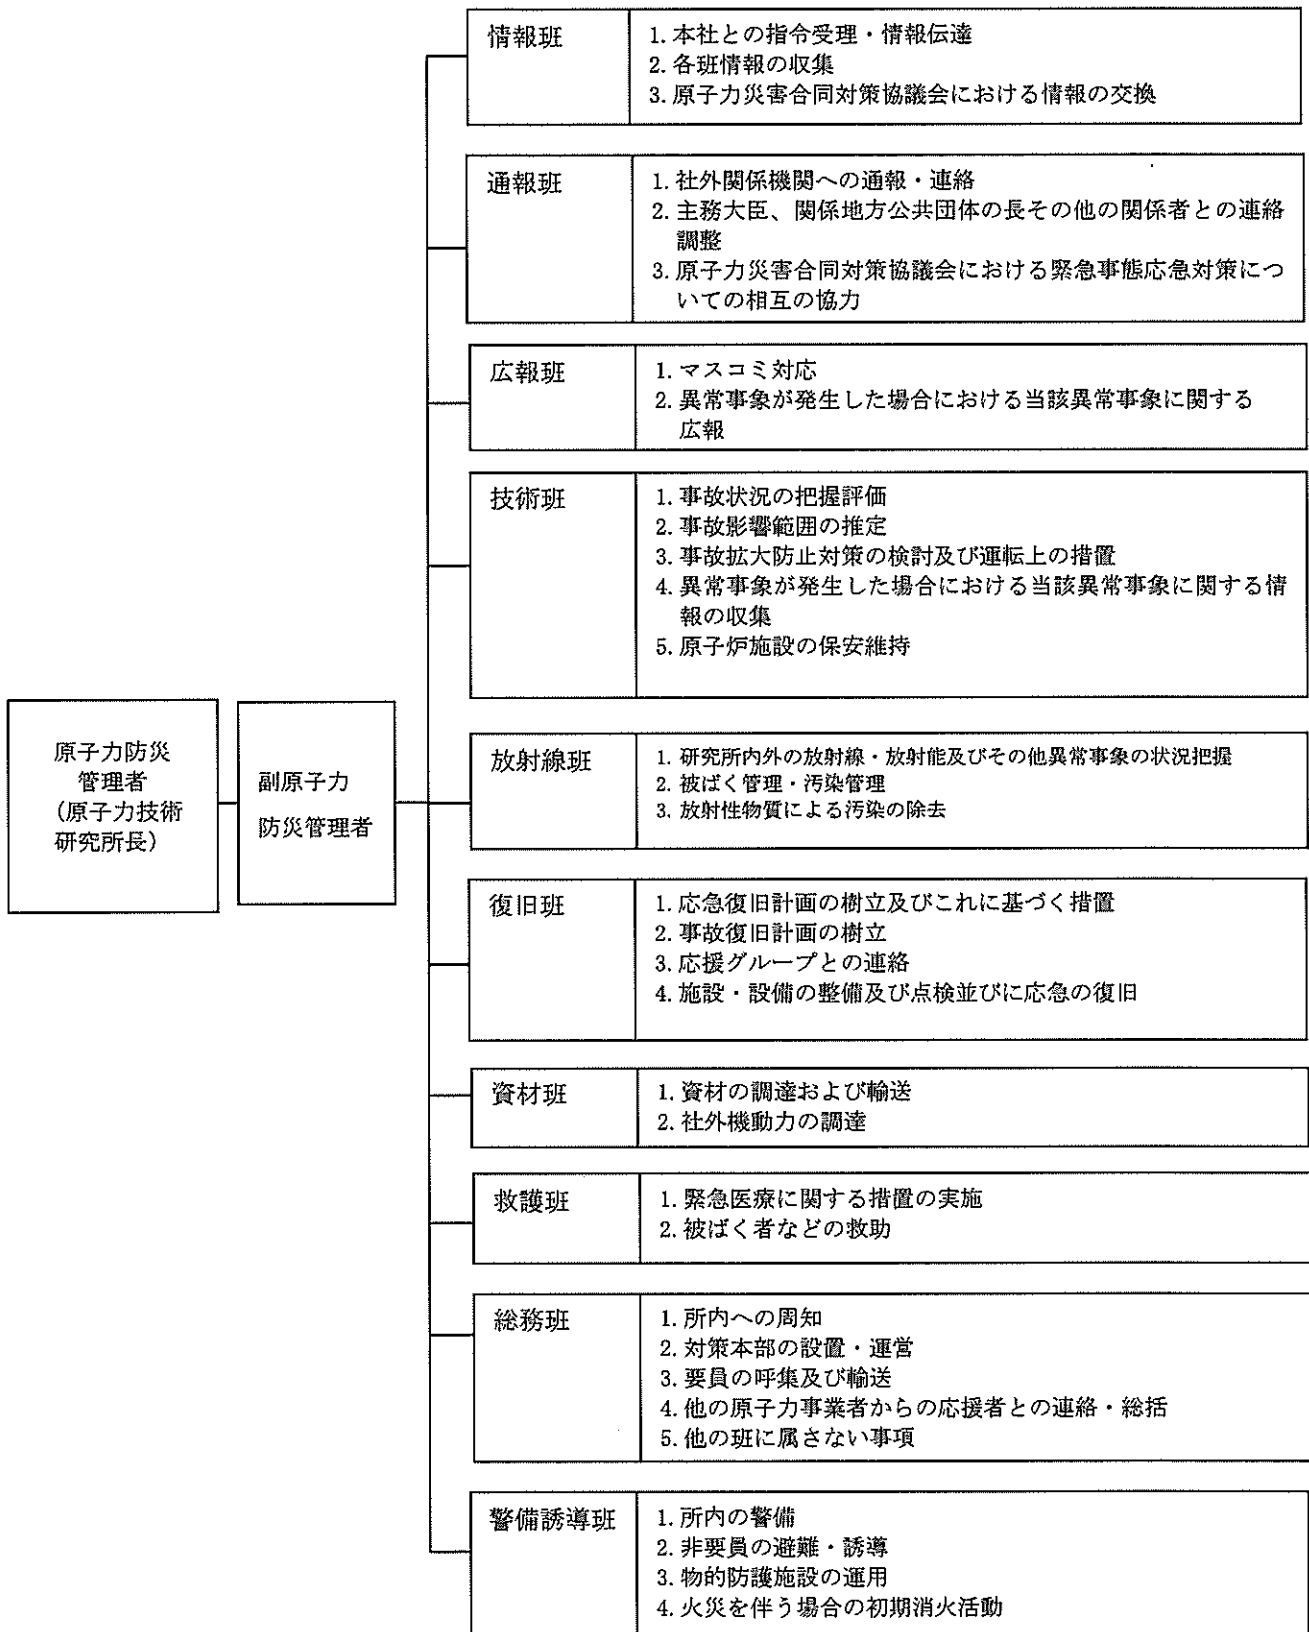 原子力防災
管理者
(原子力技術
研究所長)
副原子力
防災管理者
情報班
1. 本社との指令受理・情報伝達
2. 各班情報の収集
3. 原子力災害合同対策協議会における情報の交換
通報班
1. 社外関係機関への通報・連絡
2. 主務大臣、関係地方公共団体の長その他の関係者との連絡
調整
3. 原子力災害合同対策協議会における緊急事態応急対策につ
いての相互の協力
広報班
1. マスコミ対応
2. 異常事象が発生した場合における当該異常事象に関する
広報
技術班
1. 事故状況の把握評価
2. 事故影響範囲の推定
3. 事故拡大防止対策の検討及び運転上の措置
4. 異常事象が発生した場合における当該異常事象に関する情
報の収集
5. 原子炉施設の保安維持
放射線班
1. 研究所内外の放射線・放射能及びその他異常事象の状況把握
2. 被ばく管理・汚染管理
3. 放射性物質による汚染の除去
復旧班
1. 応急復旧計画の樹立及びこれに基づく措置
2. 事故復旧計画の樹立
3. 応援グループとの連絡
4. 施設・設備の整備及び点検並びに応急の復旧
資材班
1. 資材の調達および輸送
2. 社外機動力の調達
救護班
1. 緊急医療に関する措置の実施
2. 被ばく者などの救助
総務班
1. 所内への周知
2. 対策本部の設置・運営
3. 要員の呼集及び輸送
4. 他の原子力事業者からの応援者との連絡・総括
5. 他の班に属さない事項
警備誘導班
1. 所内の警備
2. 非要員の避難・誘導
3. 物的防護施設の運用
4. 火災を伴う場合の初期消火活動